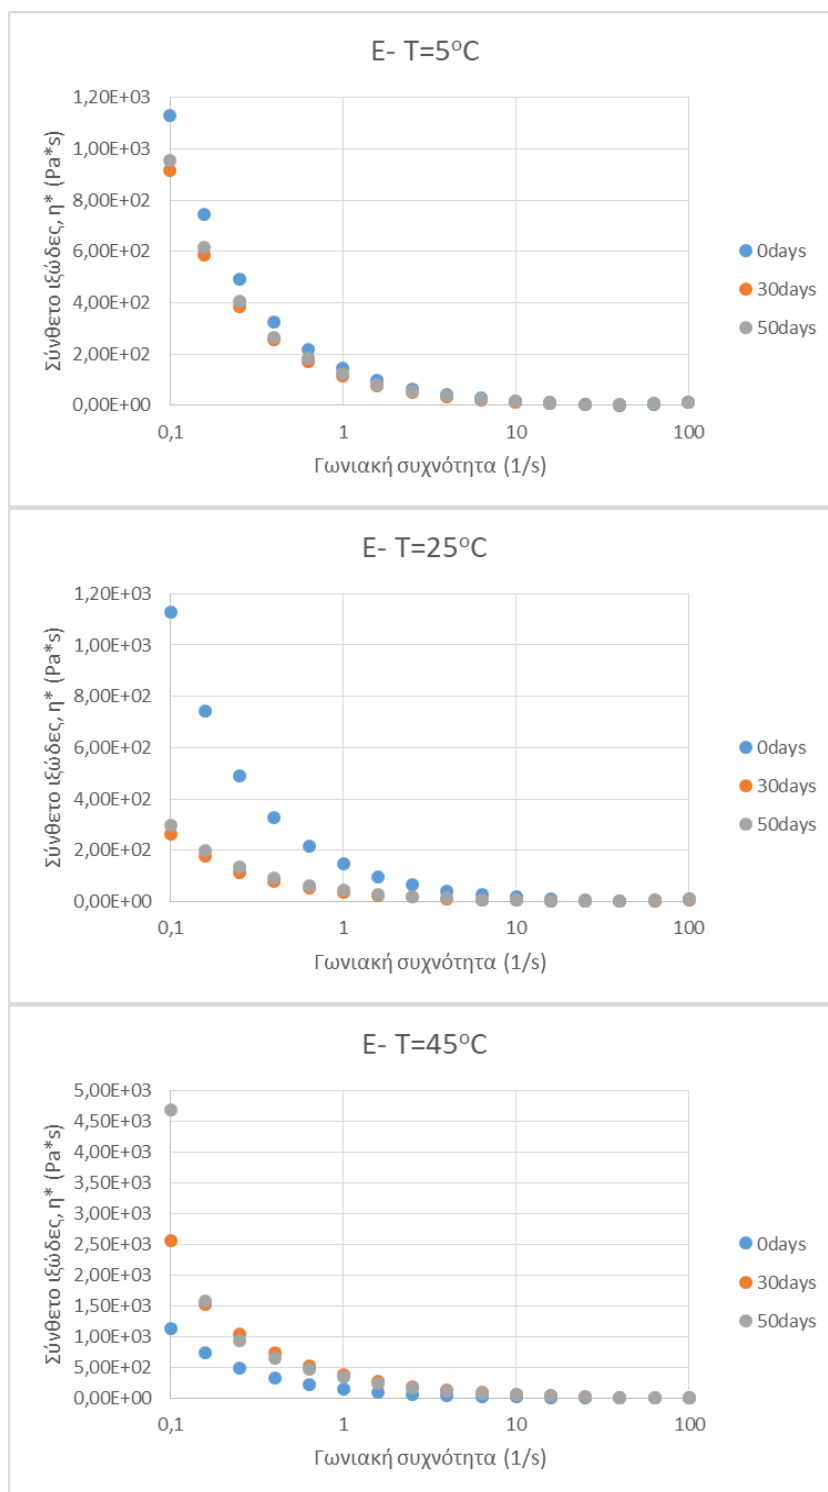 E- T=5°C
Σύνθετο ιξώδες, η* (Pa*s)
1,20E+03
1,00E+03
8,00E+02
6,00E+02
4,00E+02
2,00E+02
0,00E+00
0,1 1 10 100
Γωνιακή συχνότητα (1/s)
0days
30days
50days
E- T=25°C
Σύνθετο ιξώδες, η* (Pa*s)
1,20E+03
1,00E+03
8,00E+02
6,00E+02
4,00E+02
2,00E+02
0,00E+00
0,1 1 10 100
Γωνιακή συχνότητα (1/s)
0days
30days
50days
E- T=45°C
Σύνθετο ιξώδες, η* (Pa*s)
5,00E+03
4,50E+03
4,00E+03
3,50E+03
3,00E+03
2,50E+03
2,00E+03
1,50E+03
1,00E+03
5,00E+02
0,00E+00
0,1 1 10 100
Γωνιακή συχνότητα (1/s)
0days
30days
50days